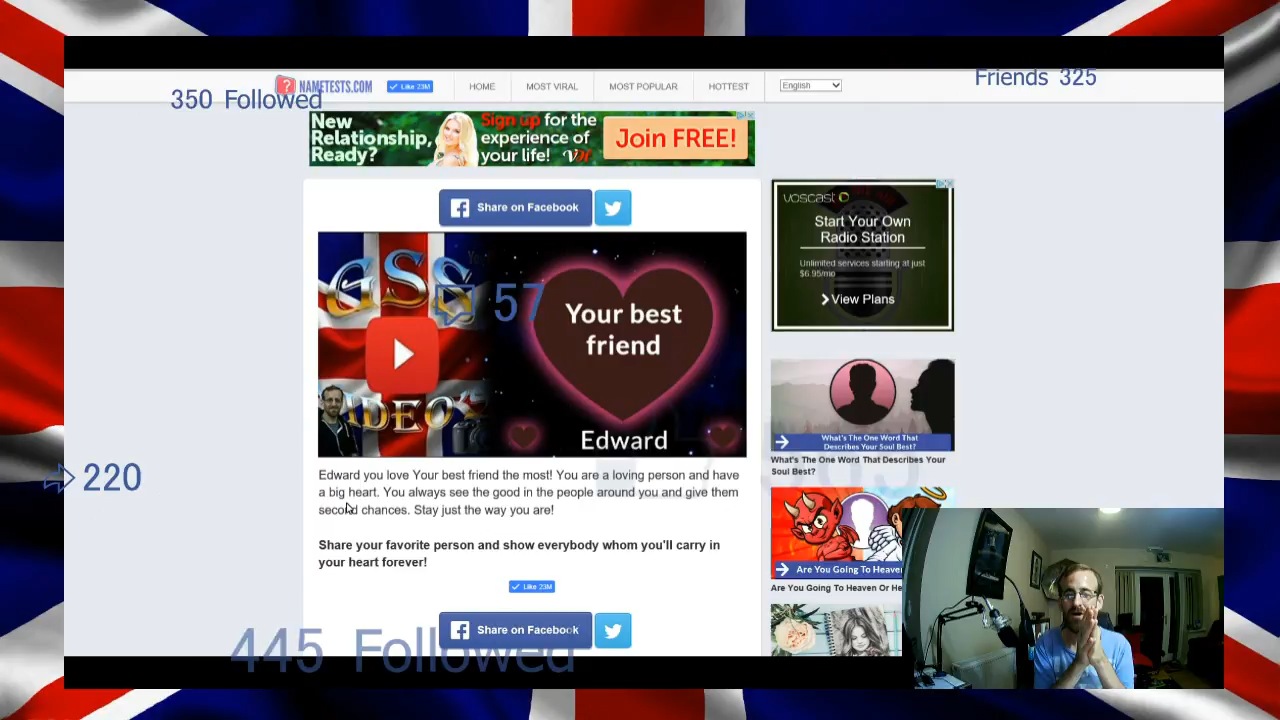 NAMETESTS.COM
Like 23M
HOME
MOST VIRAL
MOST POPULAR
HOTTEST
English
Friends 325
350 Followed
New
Relationship,
Ready?
Sign up for the
experience of
your life!
Join FREE!
Share on Facebook
voscast
Start Your Own
Radio Station
Unlimited services starting at just
$6.95/mo
View Plans
GSS
VIDEO
57
Your best
friend
Edward
220
Edward you love Your best friend the most! You are a loving person and have
a big heart. You always see the good in the people around you and give them
second chances. Stay just the way you are!
Share your favorite person and show everybody whom you'll carry in
your heart forever!
Like 23M
Share on Facebook
445 Followed
What's The One Word That
Describes Your Soul Best?
What's The One Word That Describes Your
Soul Best?
Are You Going To Heaven
Are You Going To Heaven Or He